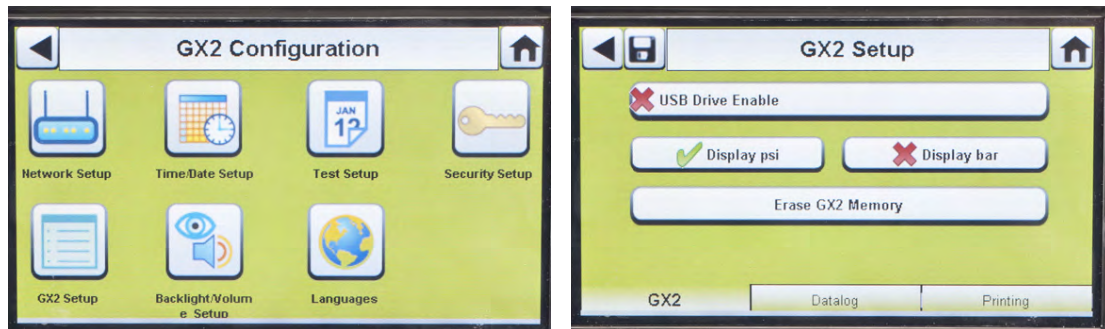 GX2 Configuration
JAN
12
Network Setup
Time/Date Setup
Test Setup
Security Setup
GX2 Setup
Backlight/Volum
e Setup
Languages
GX2 Setup
USB Drive Enable
Display psi
Display bar
Erase GX2 Memory
GX2
Datalog
Printing